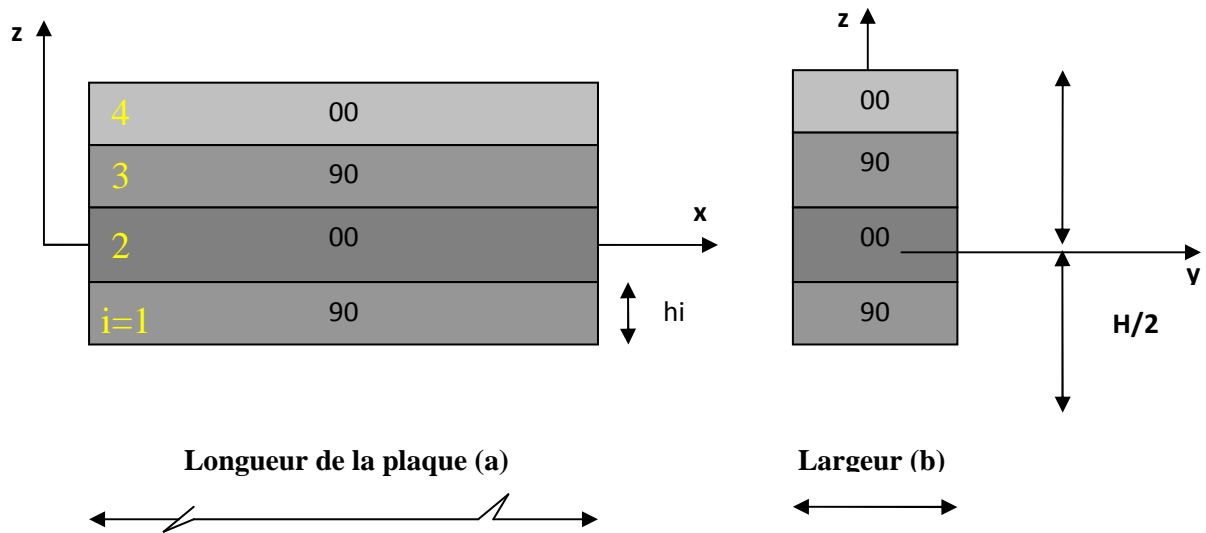 z
4 00
3 90
x
2 00
i=1 90
hi
z
00
90
00
y
90
H/2
Longueur de la plaque (a)
Largeur (b)